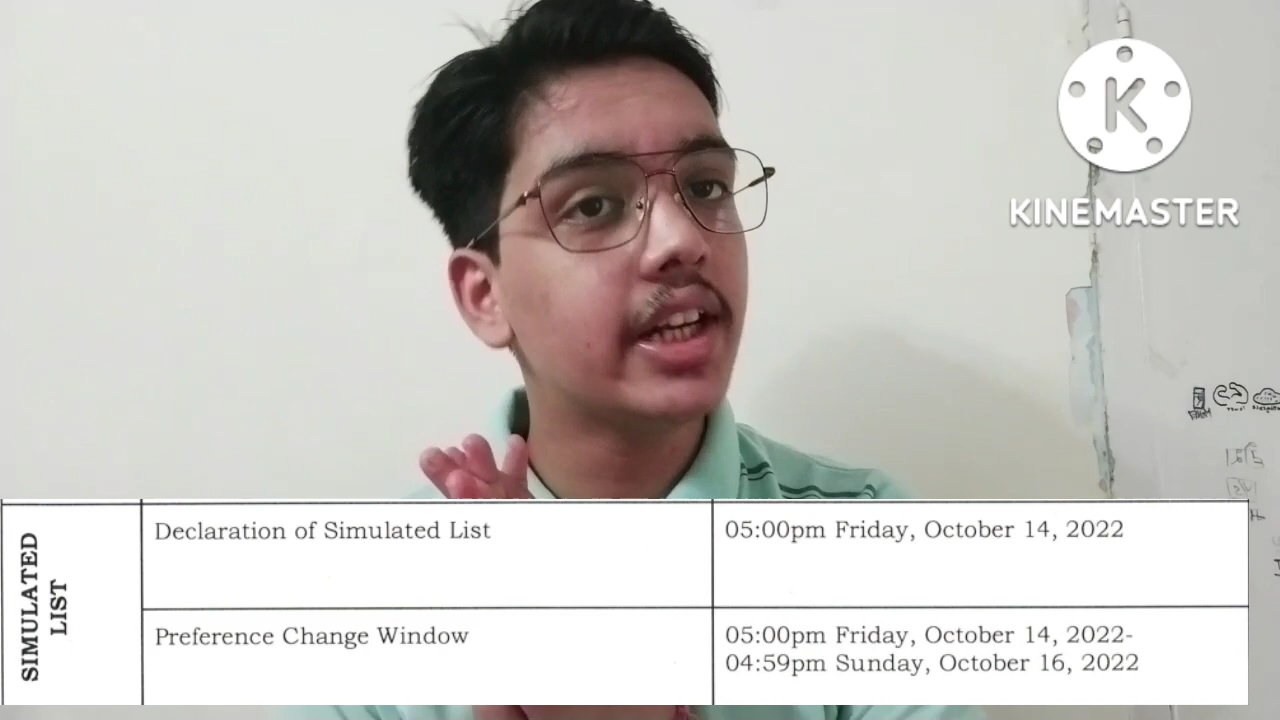 K
KINEMASTER
SIMULATED
LIST
Declaration of Simulated List
05:00pm Friday, October 14, 2022
Preference Change Window
05:00pm Friday, October 14, 2022-
04:59pm Sunday, October 16, 2022